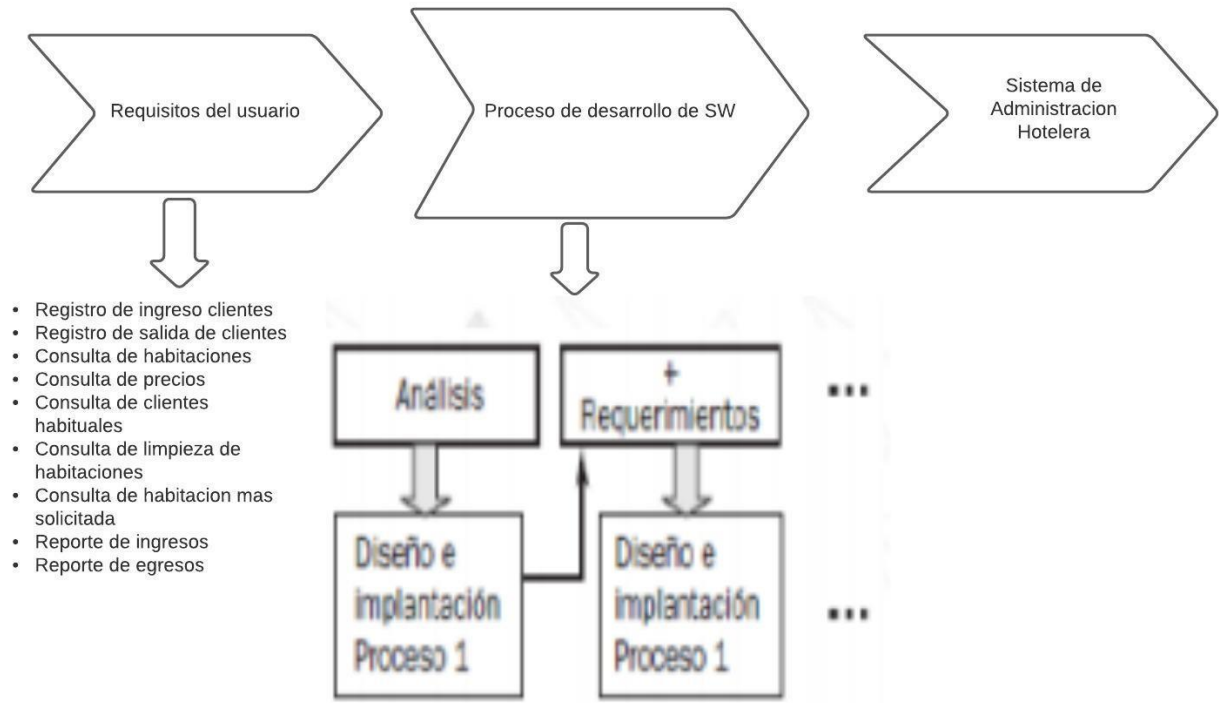 Requisitos del usuario
Proceso de desarrollo de SW
Sistema de
Administracion
Hotelera
• Registro de ingreso clientes
• Registro de salida de clientes
• Consulta de habitaciones
• Consulta de precios
• Consulta de clientes
habituales
• Consulta de limpieza de
habitaciones
• Consulta de habitacion mas
solicitada
• Reporte de ingresos
• Reporte de egresos
Análisis
+
Requerimientos
...
Diseño e
implantación
Proceso 1
Diseño e
implantación
Proceso 1
...